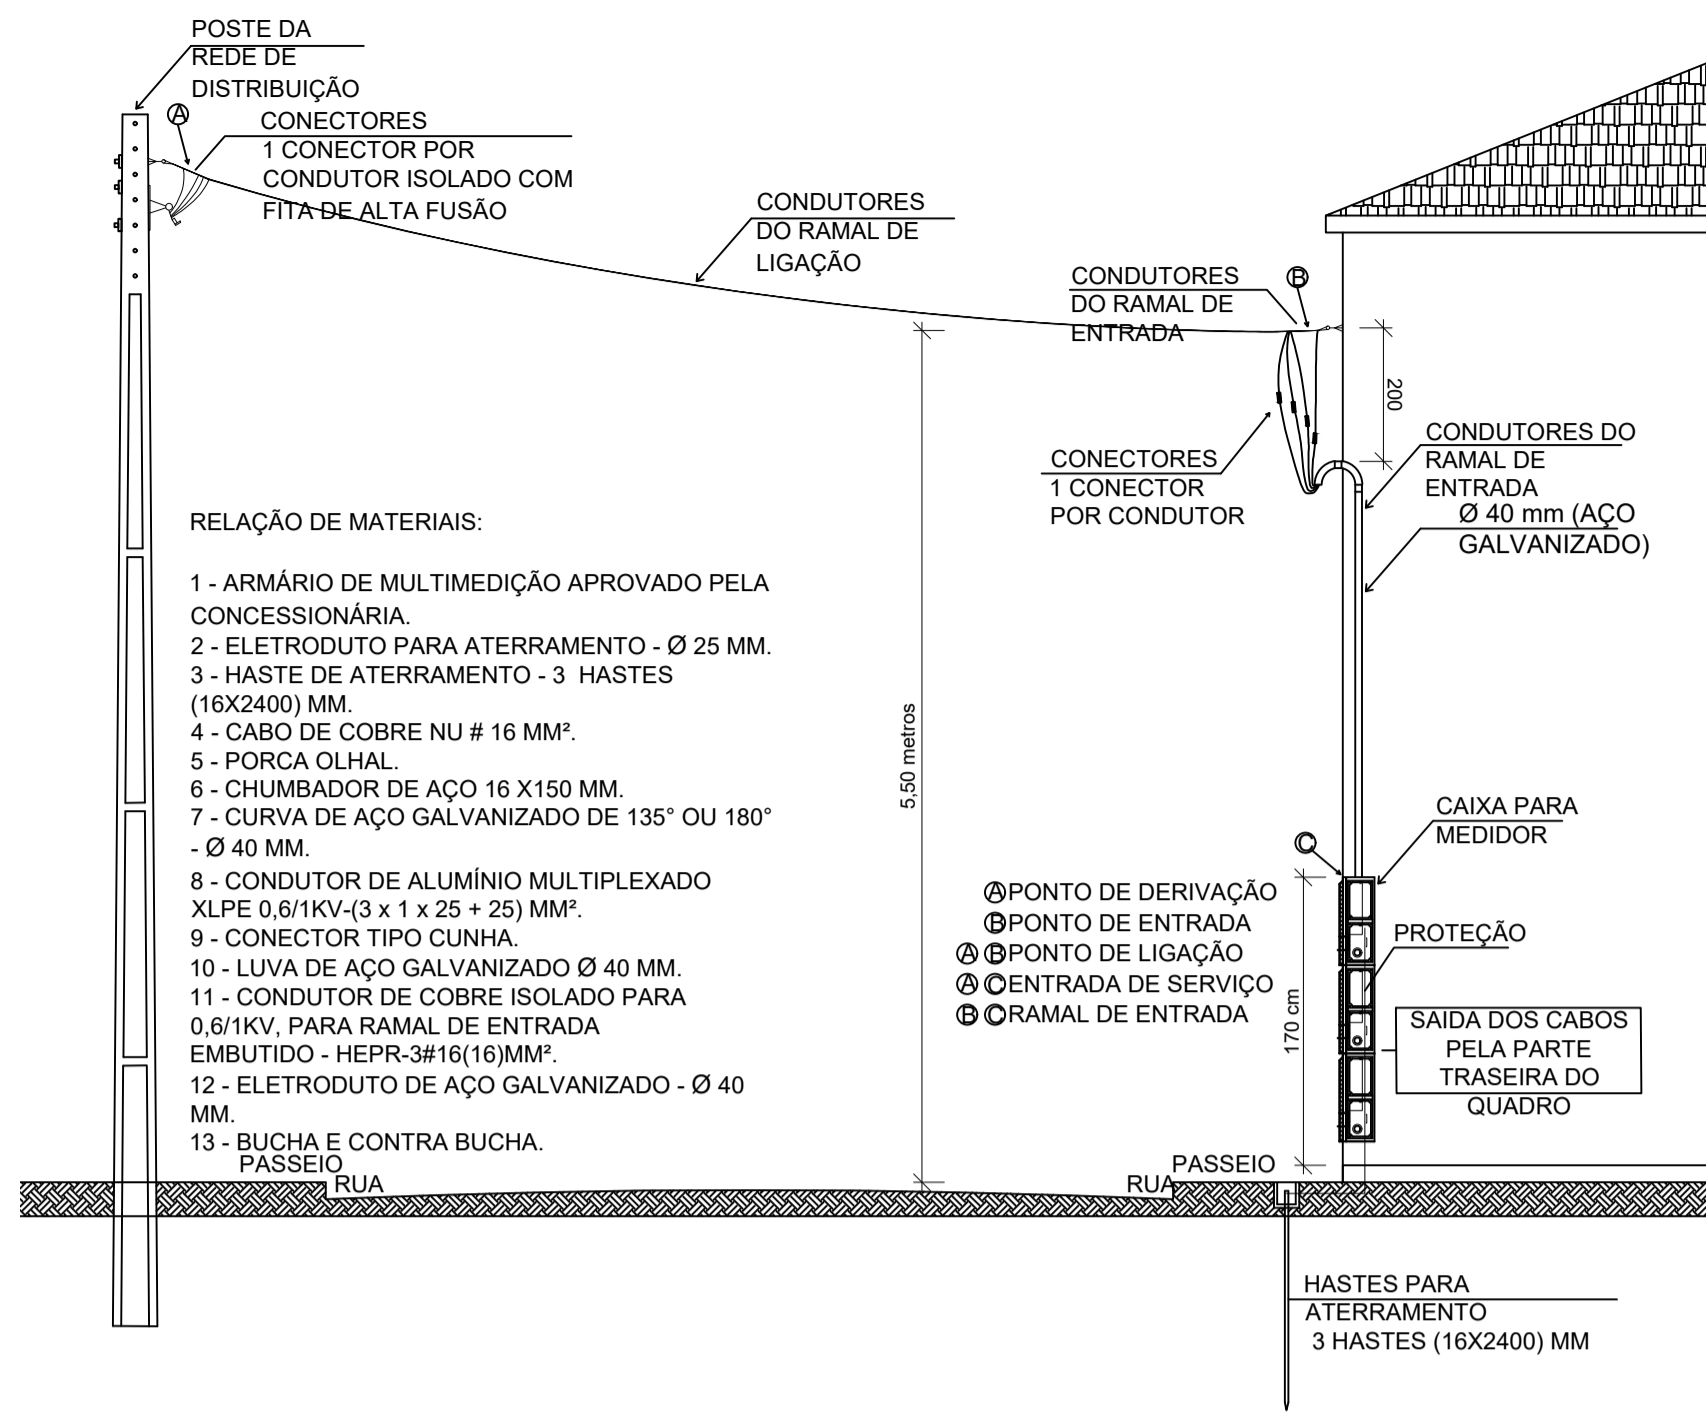 POSTE DA
REDE DE
DISTRIBUIÇÃO
A
CONECTORES
1 CONECTOR POR
CONDUTOR ISOLADO COM
FITA DE ALTA FUSÃO
CONDUTORES
DO RAMAL DE
LIGAÇÃO
CONDUTORES
DO RAMAL DE
ENTRADA
B
200
CONECTORES
1 CONECTOR
POR CONDUTOR
CONDUTORES DO
RAMAL DE
ENTRADA
Ø 40 mm (AÇO
GALVANIZADO)
RELAÇÃO DE MATERIAIS:
1 - ARMÁRIO DE MULTIMEDIÇÃO APROVADO PELA
CONCESSIONÁRIA.
2 - ELETRODUTO PARA ATERRAMENTO - Ø 25 MM.
3 - HASTE DE ATERRAMENTO - 3 HASTES
(16X2400) MM.
4 - CABO DE COBRE NU # 16 MM².
5 - PORCA OLHAL.
6 - CHUMBADOR DE AÇO 16 X150 MM.
7 - CURVA DE AÇO GALVANIZADO DE 135° OU 180°
- Ø 40 MM.
8 - CONDUTOR DE ALUMÍNIO MULTIPLEXADO
XLPE 0,6/1KV-(3 x 1 x 25 + 25) MM².
9 - CONECTOR TIPO CUNHA.
10 - LUVA DE AÇO GALVANIZADO Ø 40 MM.
11 - CONDUTOR DE COBRE ISOLADO PARA
0,6/1KV, PARA RAMAL DE ENTRADA
EMBUTIDO - HEPR-3#16(16)MM².
12 - ELETRODUTO DE AÇO GALVANIZADO - Ø 40
MM.
13 - BUCHA E CONTRA BUCHA.
5,50 metros
C
A PONTO DE DERIVAÇÃO
B PONTO DE ENTRADA
A B PONTO DE LIGAÇÃO
A C ENTRADA DE SERVIÇO
B C RAMAL DE ENTRADA
170 cm
CAIXA PARA
MEDIDOR
PROTEÇÃO
SAIDA DOS CABOS
PELA PARTE
TRASEIRA DO
QUADRO
PASSEIO
RUA
PASSEIO
RUA
HASTES PARA
ATERRAMENTO
3 HASTES (16X2400) MM